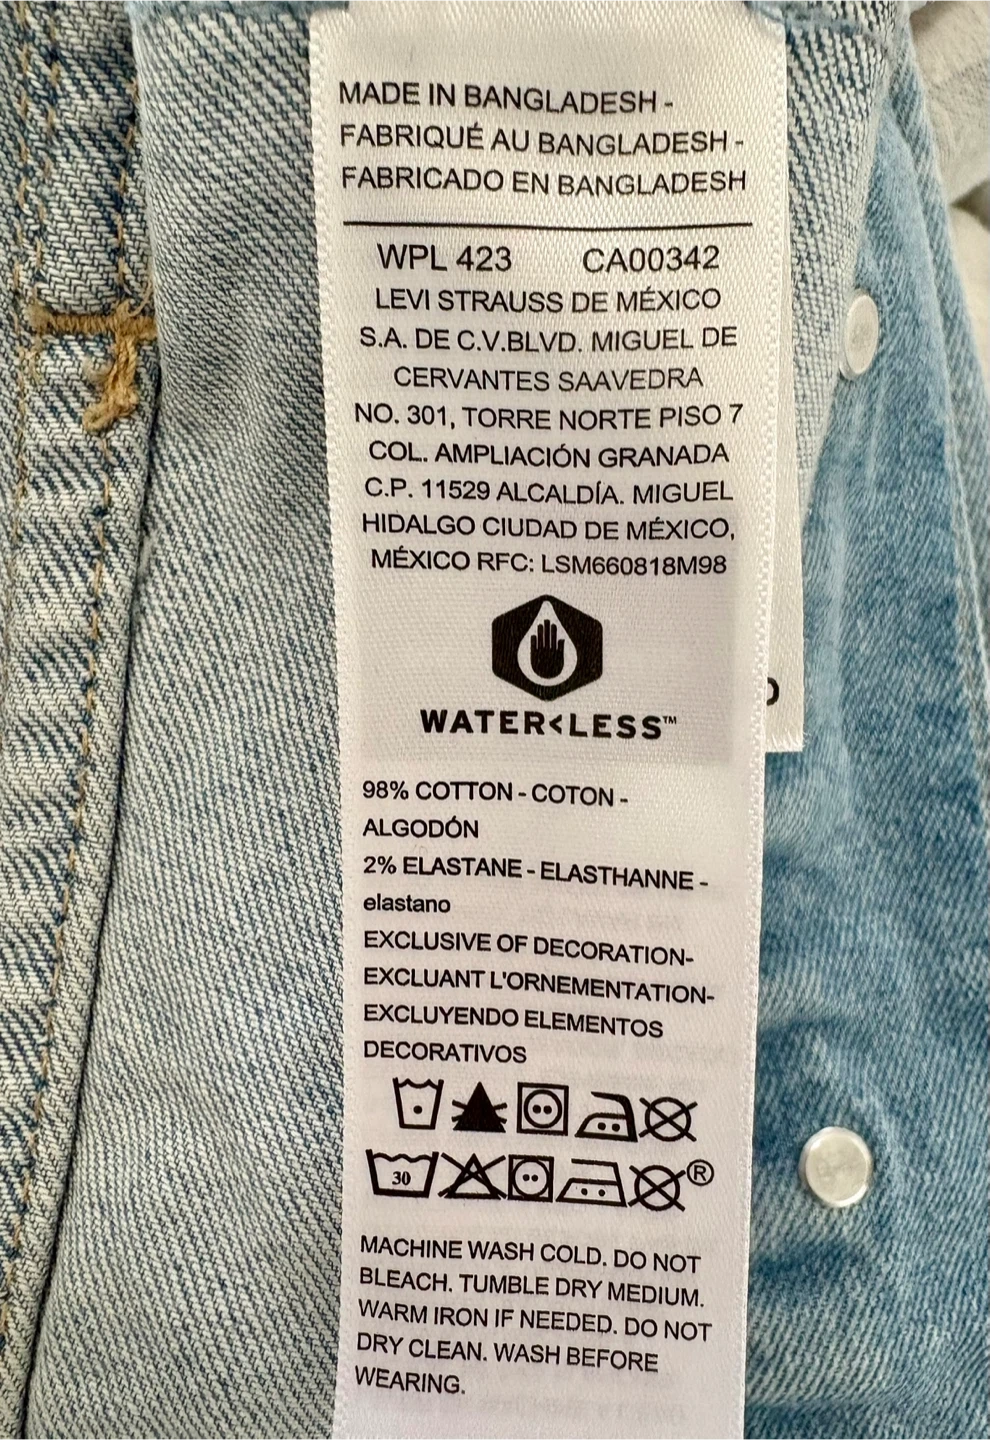 MADE IN BANGLADESH -
FABRIQUÉ AU BANGLADESH -
FABRICADO EN BANGLADESH
WPL 423 CA00342
LEVI STRAUSS DE MÉXICO
S.A. DE C.V.BLVD. MIGUEL DE
CERVANTES SAAVEDRA
NO. 301, TORRE NORTE PISO 7
COL. AMPLIACIÓN GRANADA
C.P. 11529 ALCALDÍA. MIGUEL
HIDALGO CIUDAD DE MÉXICO,
MÉXICO RFC: LSM660818M98
WATER<LESS™
98% COTTON - COTON -
ALGODÓN
2% ELASTANE - ELASTHANNE -
elastano
EXCLUSIVE OF DECORATION-
EXCLUANT L'ORNEMENTATION-
EXCLUYENDO ELEMENTOS
DECORATIVOS
30 ®
MACHINE WASH COLD. DO NOT
BLEACH. TUMBLE DRY MEDIUM.
WARM IRON IF NEEDED. DO NOT
DRY CLEAN. WASH BEFORE
WEARING.